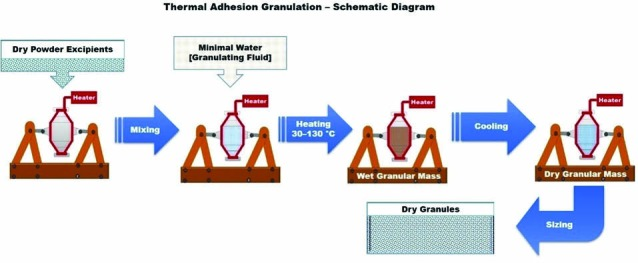 Thermal Adhesion Granulation – Schematic Diagram
Dry Powder Excipients
Minimal Water
[Granulating Fluid]
Heater
Mixing
Heater
Heating
30–130 °C
Heater
Wet Granular Mass
Cooling
Heater
Dry Granular Mass
Dry Granules
Sizing